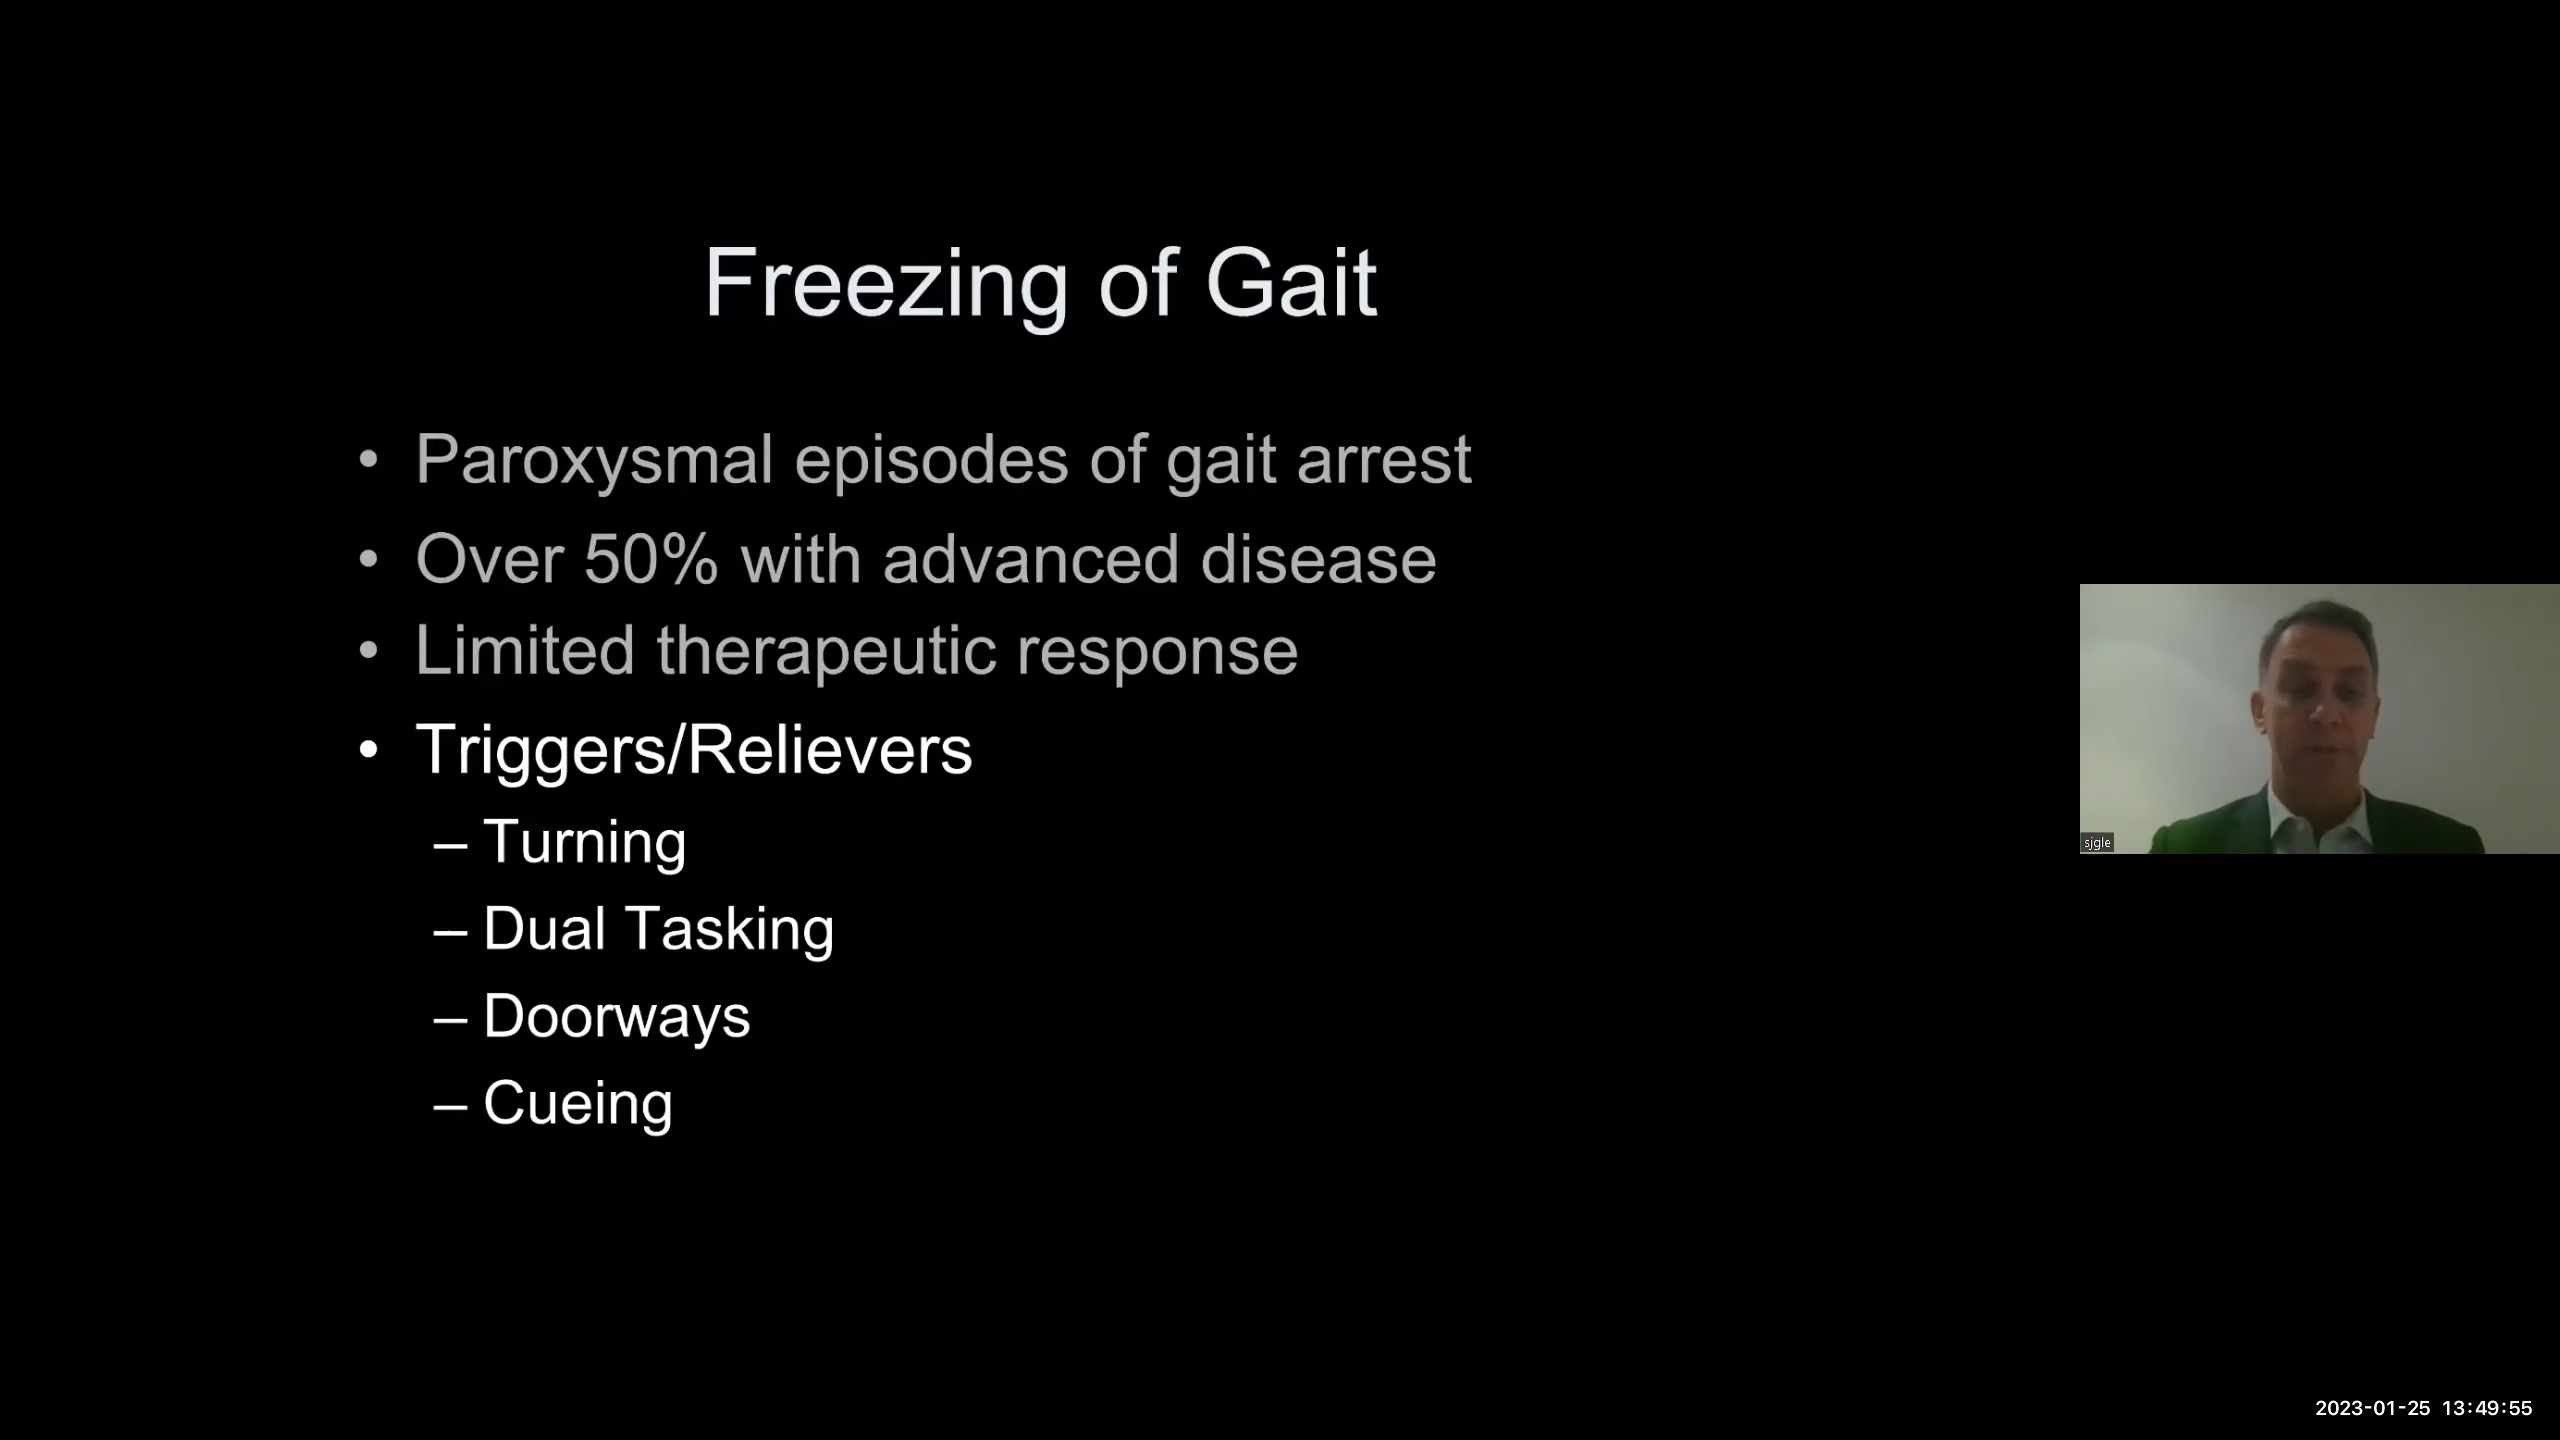 Freezing of Gait
• Paroxysmal episodes of gait arrest
• Over 50% with advanced disease
• Limited therapeutic response
• Triggers/Relievers
– Turning
– Dual Tasking
– Doorways
– Cueing
sjgle
2023-01-25 13:49:55